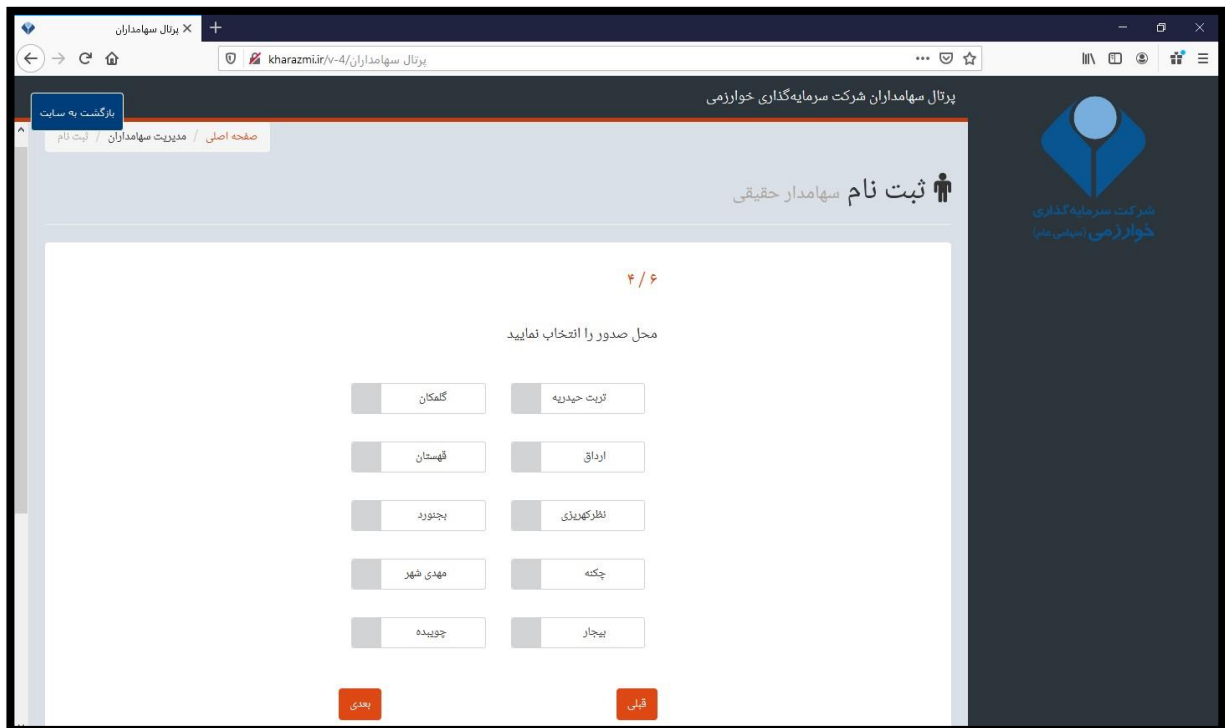 پرتال سهامداران
kharazmi.ir/v-4/پرتال سهامداران
پرتال سهامداران شرکت سرمایه‌گذاری خوارزمی
بازگشت به سایت
صفحه اصلی / مدیریت سهامداران / ثبت نام
شرکت سرمایه‌گذاری
خوارزمی (سهامی عام)
ثبت نام سهامدار حقیقی
۴ / ۶
محل صدور را انتخاب نمایید
تربت حیدریه
گلمکان
ارداق
قهستان
نظرکهریزی
بجنورد
چکنه
مهدی شهر
بیجار
چویبده
قبلی
بعدی